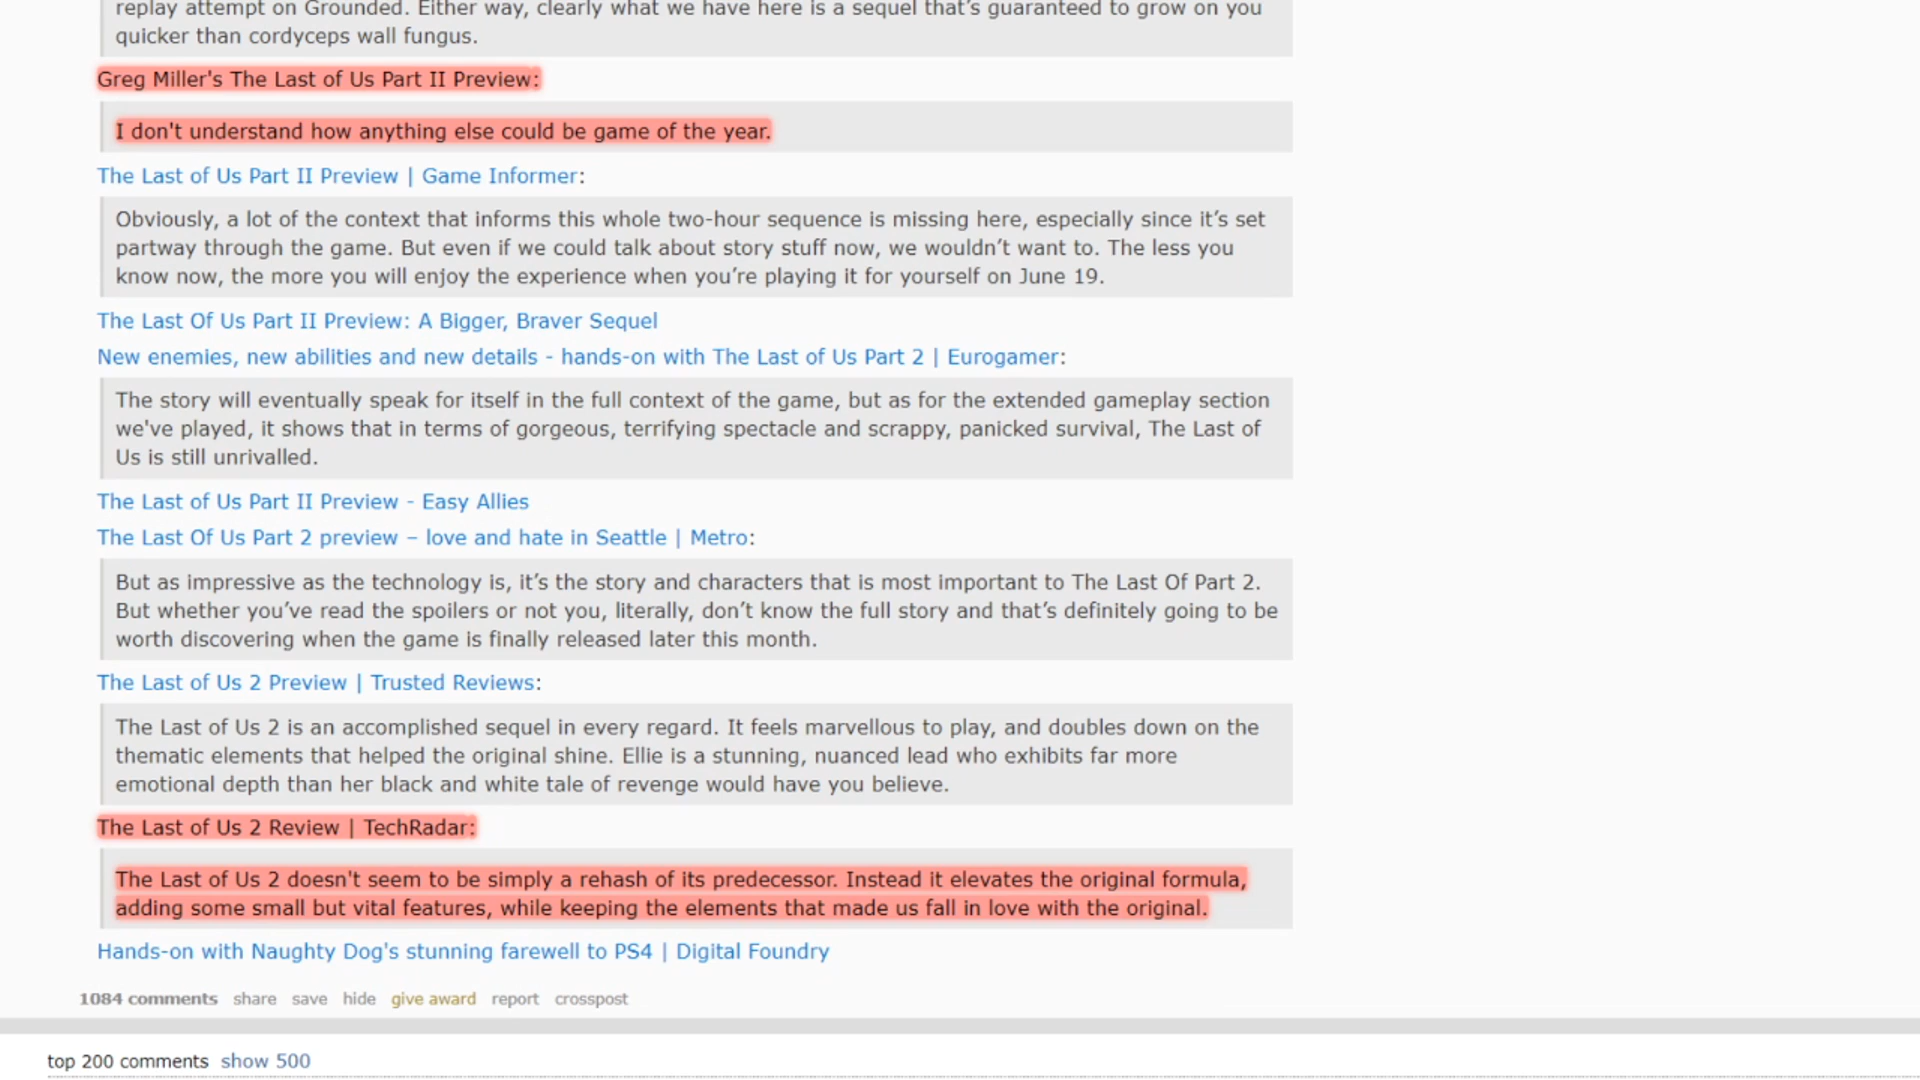 replay attempt on Grounded. Either way, clearly what we have here is a sequel that's guaranteed to grow on you
quicker than cordyceps wall fungus.
Greg Miller's The Last of Us Part II Preview:
I don't understand how anything else could be game of the year.
The Last of Us Part II Preview | Game Informer:
Obviously, a lot of the context that informs this whole two-hour sequence is missing here, especially since it’s set
partway through the game. But even if we could talk about story stuff now, we wouldn’t want to. The less you
know now, the more you will enjoy the experience when you’re playing it for yourself on June 19.
The Last Of Us Part II Preview: A Bigger, Braver Sequel
New enemies, new abilities and new details - hands-on with The Last of Us Part 2 | Eurogamer:
The story will eventually speak for itself in the full context of the game, but as for the extended gameplay section
we've played, it shows that in terms of gorgeous, terrifying spectacle and scrappy, panicked survival, The Last of
Us is still unrivalled.
The Last of Us Part II Preview - Easy Allies
The Last Of Us Part 2 preview – love and hate in Seattle | Metro:
But as impressive as the technology is, it’s the story and characters that is most important to The Last Of Part 2.
But whether you’ve read the spoilers or not you, literally, don’t know the full story and that’s definitely going to be
worth discovering when the game is finally released later this month.
The Last of Us 2 Preview | Trusted Reviews:
The Last of Us 2 is an accomplished sequel in every regard. It feels marvellous to play, and doubles down on the
thematic elements that helped the original shine. Ellie is a stunning, nuanced lead who exhibits far more
emotional depth than her black and white tale of revenge would have you believe.
The Last of Us 2 Review | TechRadar:
The Last of Us 2 doesn't seem to be simply a rehash of its predecessor. Instead it elevates the original formula,
adding some small but vital features, while keeping the elements that made us fall in love with the original.
Hands-on with Naughty Dog's stunning farewell to PS4 | Digital Foundry
1084 comments share save hide give award report crosspost
top 200 comments show 500